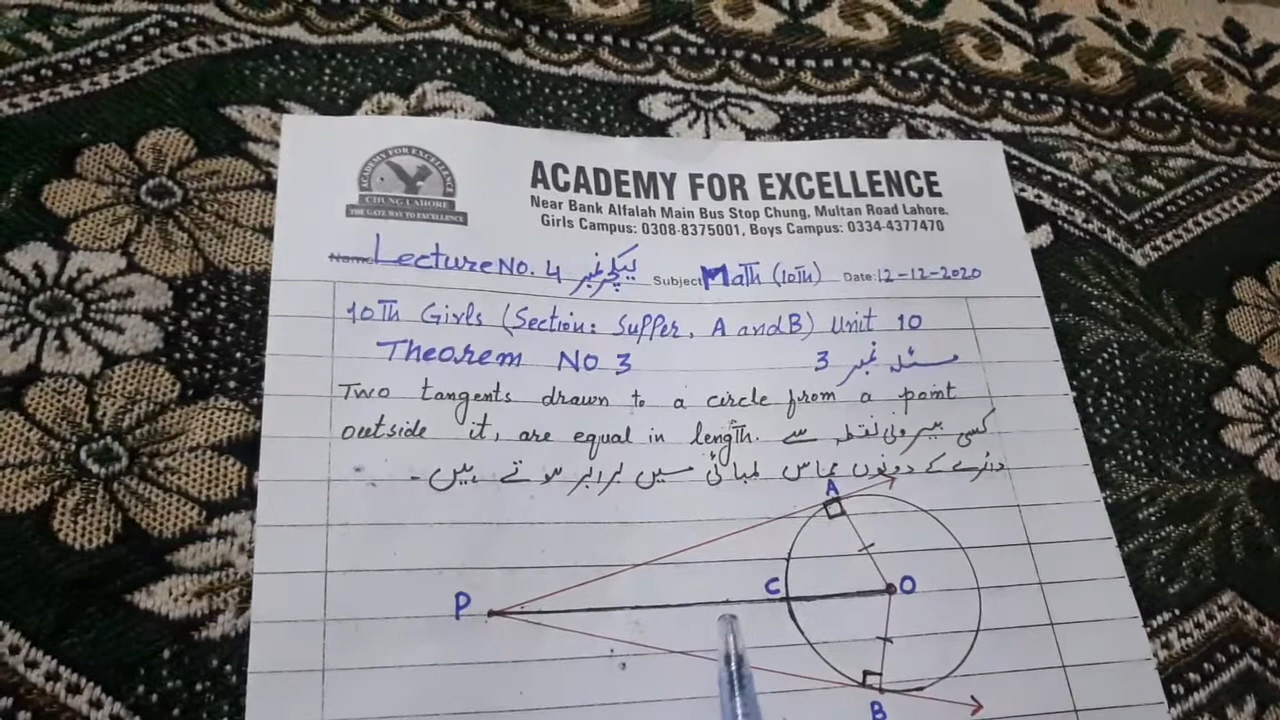 ACADEMY FOR EXCELLENCE
CHUNG LAHORE
THE GATE WAY TO EXCELLENCE
ACADEMY FOR EXCELLENCE
Near Bank Alfalah Main Bus Stop Chung, Multan Road Lahore.
Girls Campus: 0308-8375001, Boys Campus: 0334-4377470
Name Lecture No. 4 لیکچر نمبر Subject Math (10Th) Date: 12-12-2020
10Th Girls (Section: Supper, A and B) Unit 10
Theorem No 3 مسئلہ نمبر 3
Two tangents drawn to a circle from a point
outside it, are equal in length. کسی بیرونی نقطہ سے
دائرے کے دونوں مماس لمبائی میں برابر ہوتے ہیں۔
A
C
O
P
B